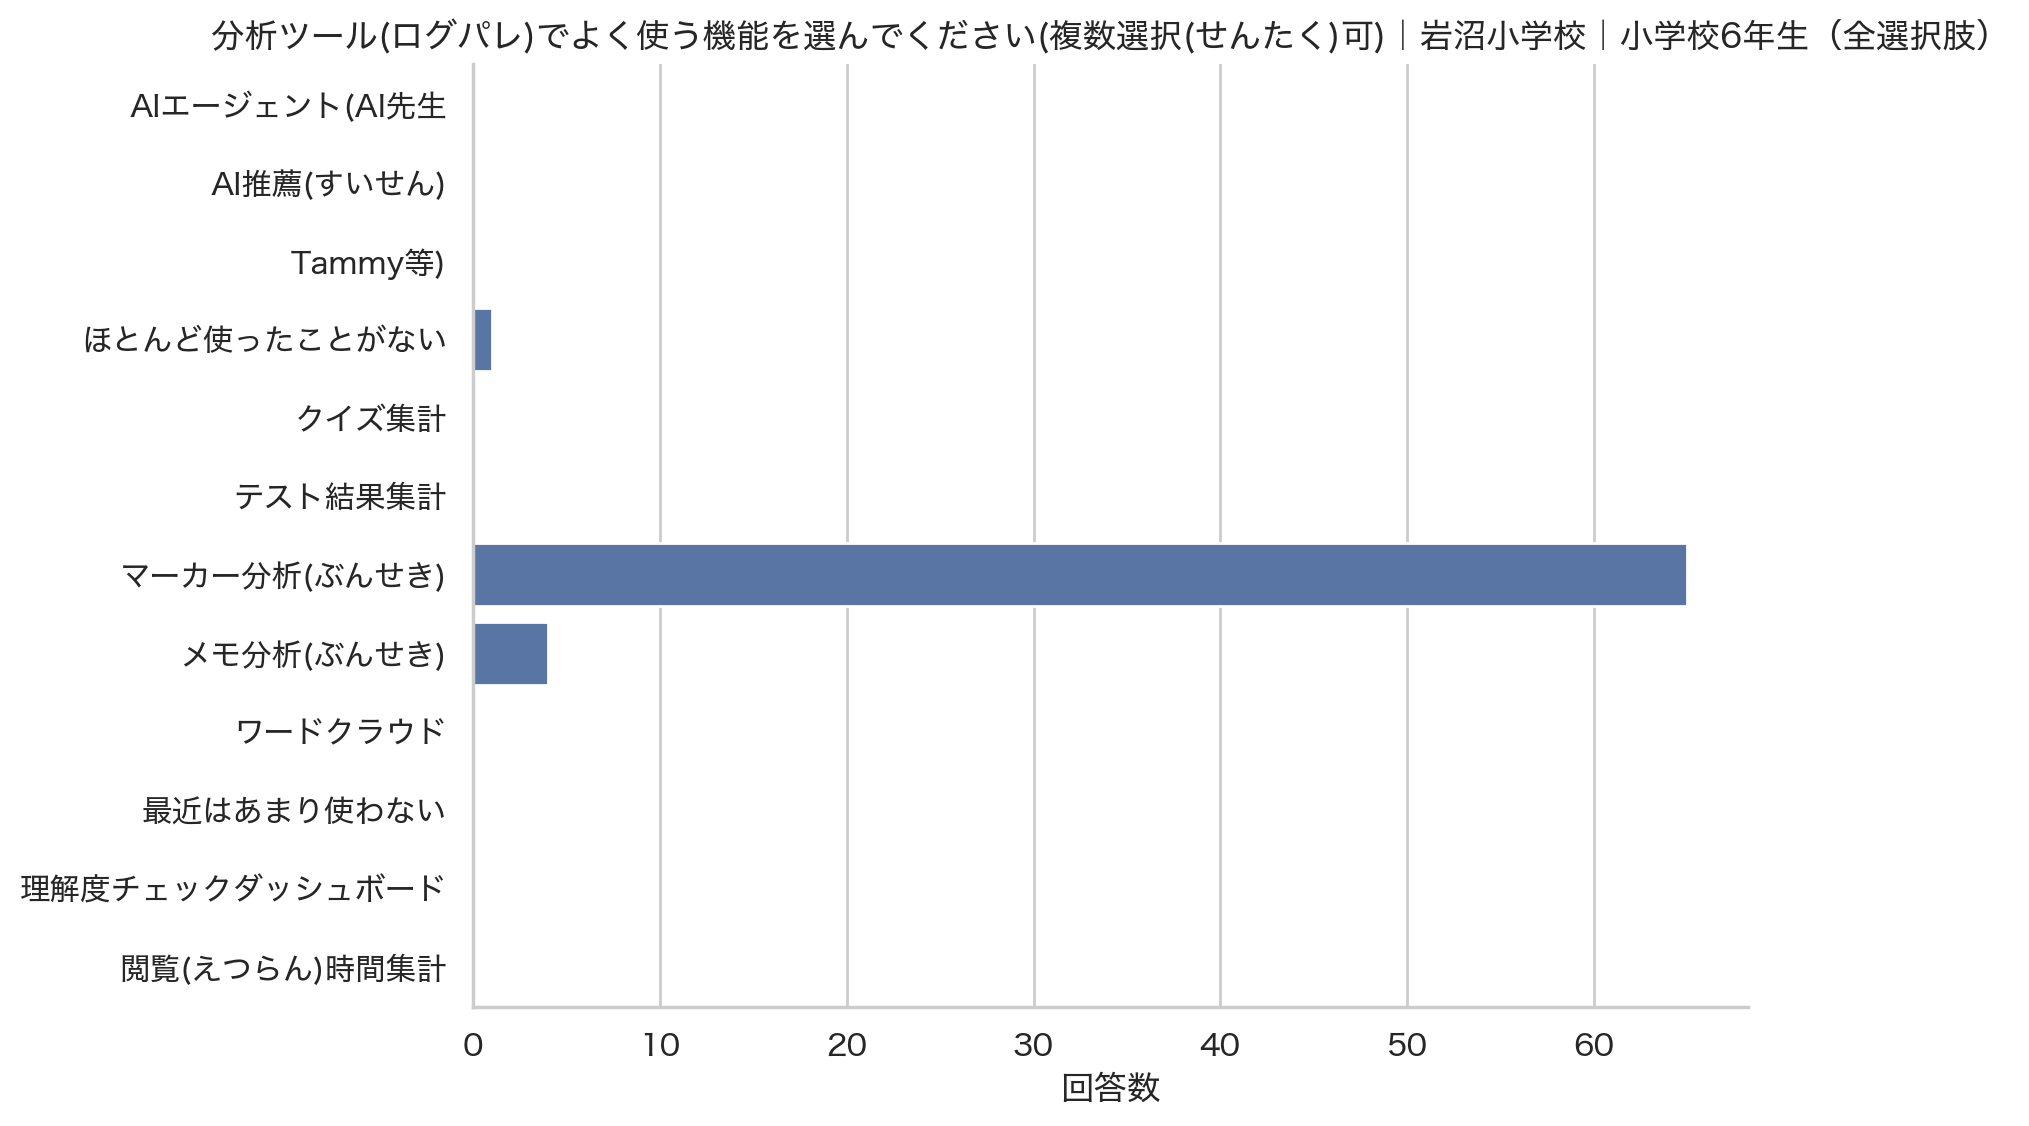 分析ツール(ログパレ)でよく使う機能を選んでください(複数選択(せんたく)可)｜岩沼小学校｜小学校6年生（全選択肢）
AIエージェント(AI先生
AI推薦(すいせん)
Tammy等)
ほとんど使ったことがない
クイズ集計
テスト結果集計
マーカー分析(ぶんせき)
メモ分析(ぶんせき)
ワードクラウド
最近はあまり使わない
理解度チェックダッシュボード
閲覧(えつらん)時間集計
0 10 20 30 40 50 60
回答数